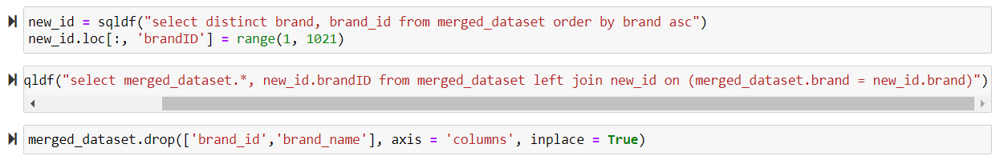 new_id = sqldf("select distinct brand, brand_id from merged_dataset order by brand asc")
new_id.loc[:, 'brandID'] = range(1, 1021)
qldf("select merged_dataset.*, new_id.brandID from merged_dataset left join new_id on (merged_dataset.brand = new_id.brand)")
merged_dataset.drop(['brand_id','brand_name'], axis = 'columns', inplace = True)